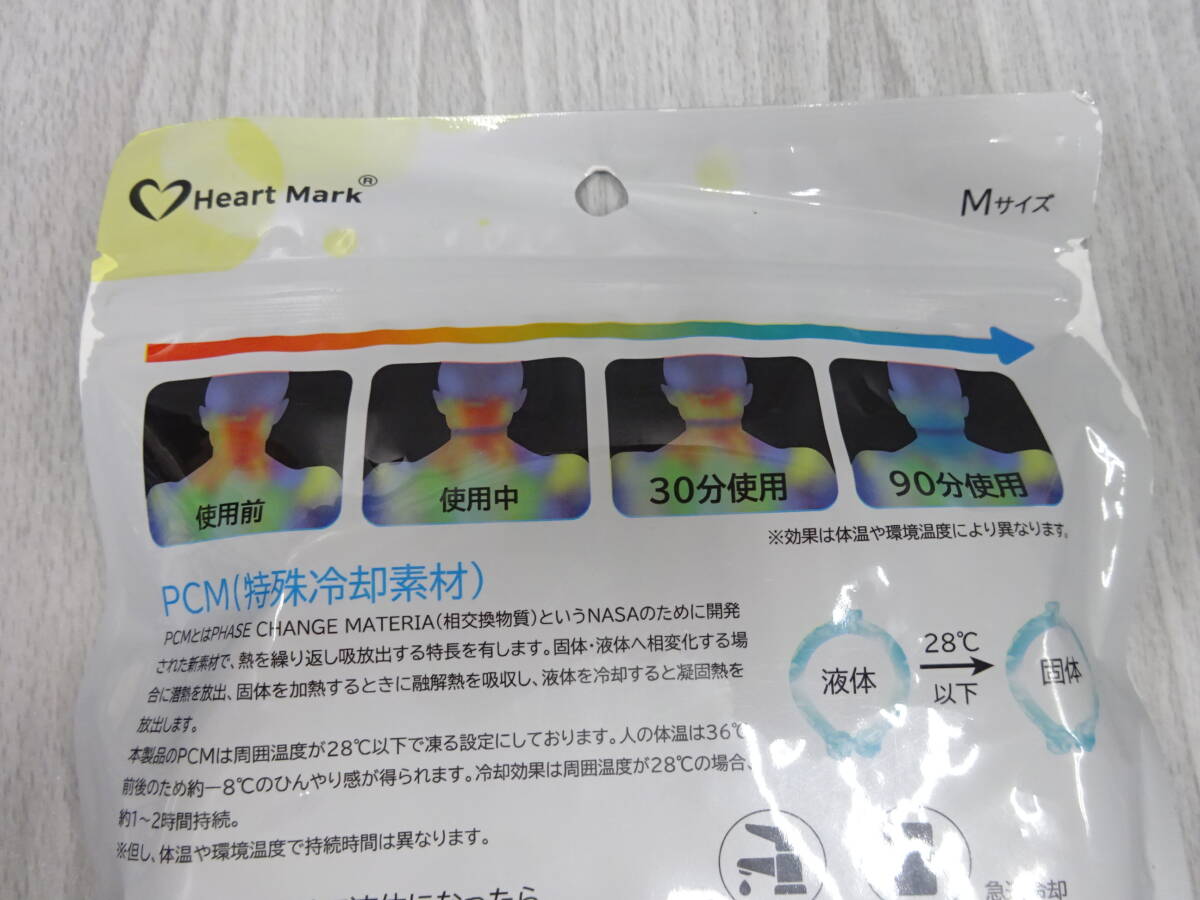 Heart Mark®
Mサイズ
使用前
使用中
30分使用
90分使用
※効果は体温や環境温度により異なります。
PCM(特殊冷却素材)
PCMとはPHASE CHANGE MATERIA(相交換物質)というNASAのために開発
された新素材で、熱を繰り返し吸放出する特長を有します。固体・液体へ相変化する場
合に潜熱を放出、固体を加熱するときに融解熱を吸収し、液体を冷却すると凝固熱を
放出します。
本製品のPCMは周囲温度が28℃以下で凍る設定にしております。人の体温は36℃
前後のため約ー8℃のひんやり感が得られます。冷却効果は周囲温度が28℃の場合、
約1~2時間持続。
※但し、体温や環境温度で持続時間は異なります。
液体
28℃
以下
固体
液体になったら
急速冷却